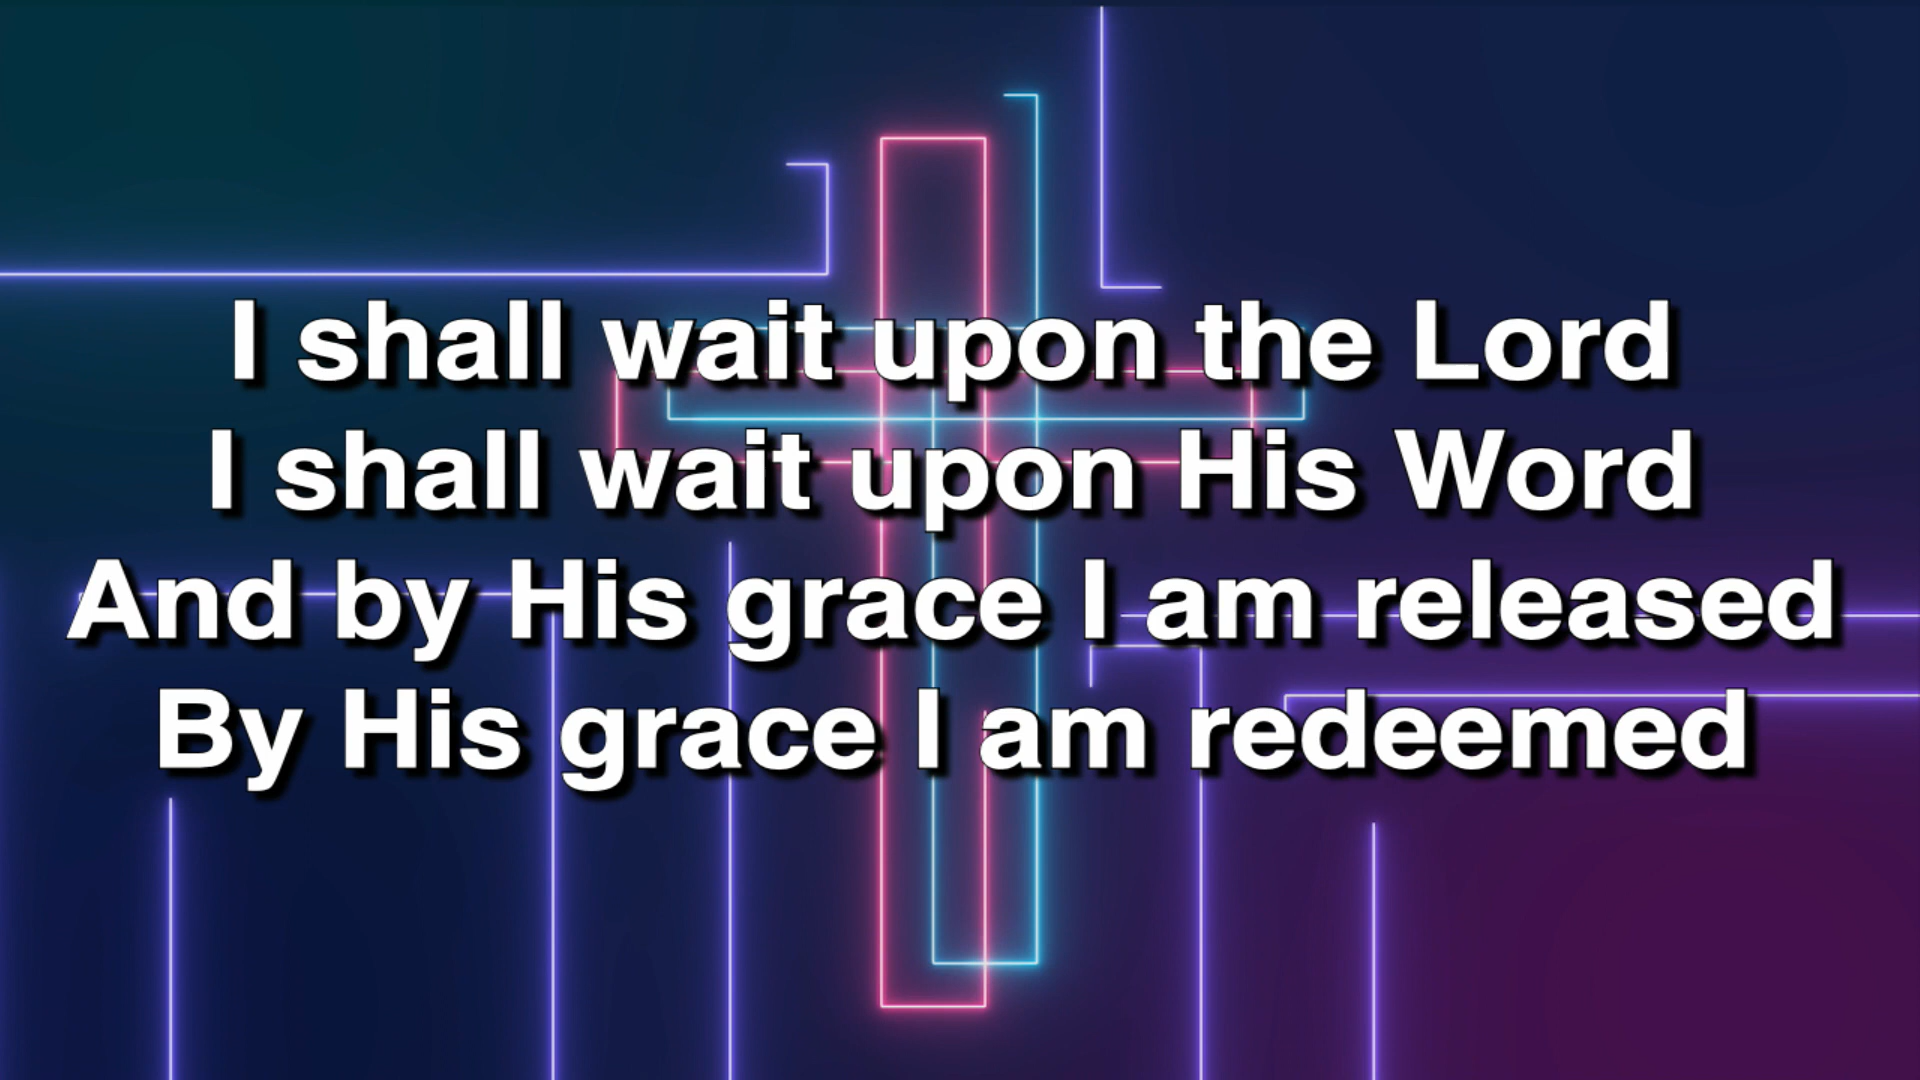 I shall wait upon the Lord
I shall wait upon His Word
And by His grace I am released
By His grace I am redeemed